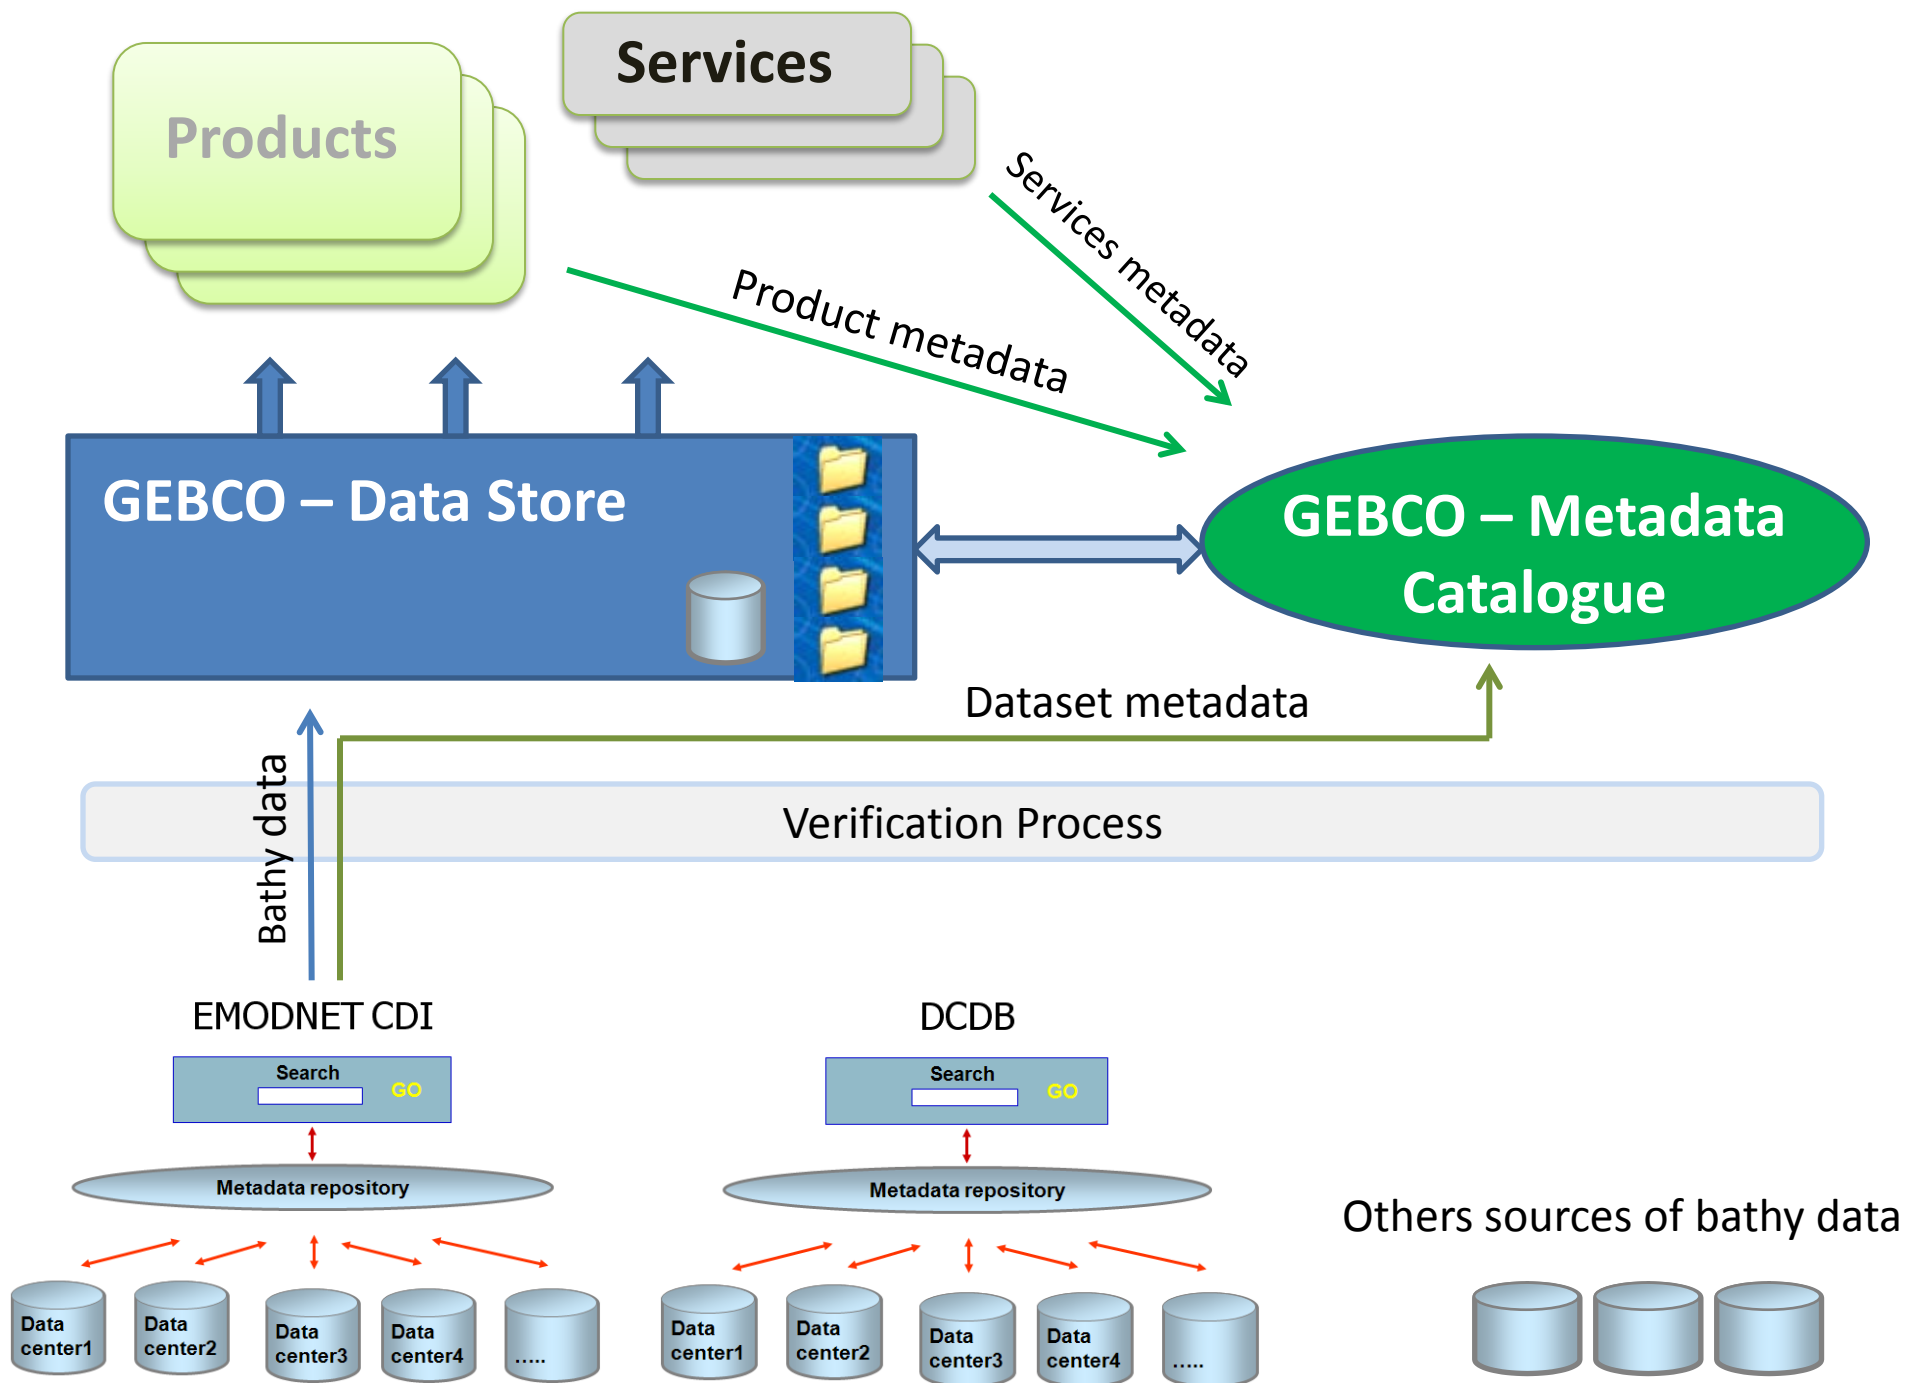 Services
Products
Services metadata
Product metadata
GEBCO – Data Store
GEBCO – Metadata
Catalogue
Dataset metadata
Bathy data
Verification Process
EMODNET CDI
DCDB
Search
GO
Search
GO
Metadata repository
Metadata repository
Others sources of bathy data
Data
center1
Data
center2
Data
center3
Data
center4
.....
Data
center1
Data
center2
Data
center3
Data
center4
.....